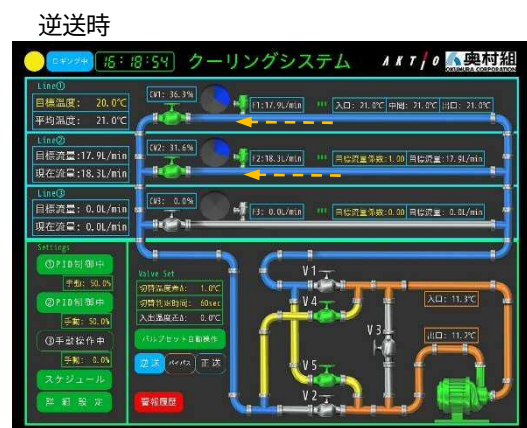 逆送時
ロギング中 15:18:54 クーリングシステム AKTIO 奥村組
OKUMURA CORPORATION
Line①
目標温度: 20.0℃
平均温度: 21.0℃
CV1: 36.3%
F1:17.9L/min
入口: 21.0℃ 中間: 21.0℃ 出口: 21.0℃
Line②
目標流量:17.9L/min
現在流量:18.3L/min
CV2: 31.6%
F2:18.3L/min
目標流量係数:1.00 目標流量:17.9L/min
Line③
目標流量: 0.0L/min
現在流量: 0.0L/min
CV3: 0.0%
F3: 0.0L/min
目標流量係数:0.00 目標流量: 0.0L/min
Settings
①PID制御中
手動: 50.0%
②PID制御中
手動: 50.0%
③手動操作中
手動: 0.0%
スケジュール
詳細設定
Valve Set
切替温度差A: 1.0℃
切替判定時間: 60sec
入出温度差Δ: 0.0℃
バルブセット自動操作
逆送 バイパス 正送
警報履歴
V1
V4
V3
V5
V2
入口: 11.3℃
出口: 11.2℃